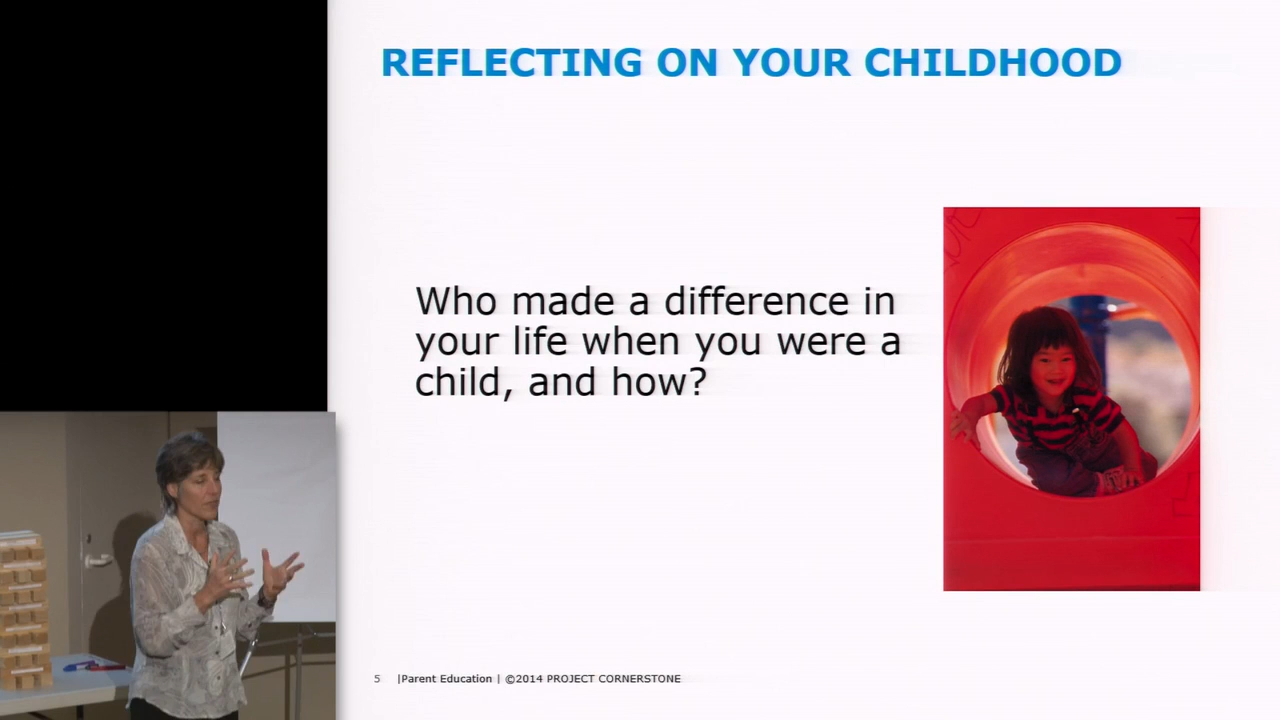 REFLECTING ON YOUR CHILDHOOD
Who made a difference in
your life when you were a
child, and how?
5 |Parent Education | ©2014 PROJECT CORNERSTONE